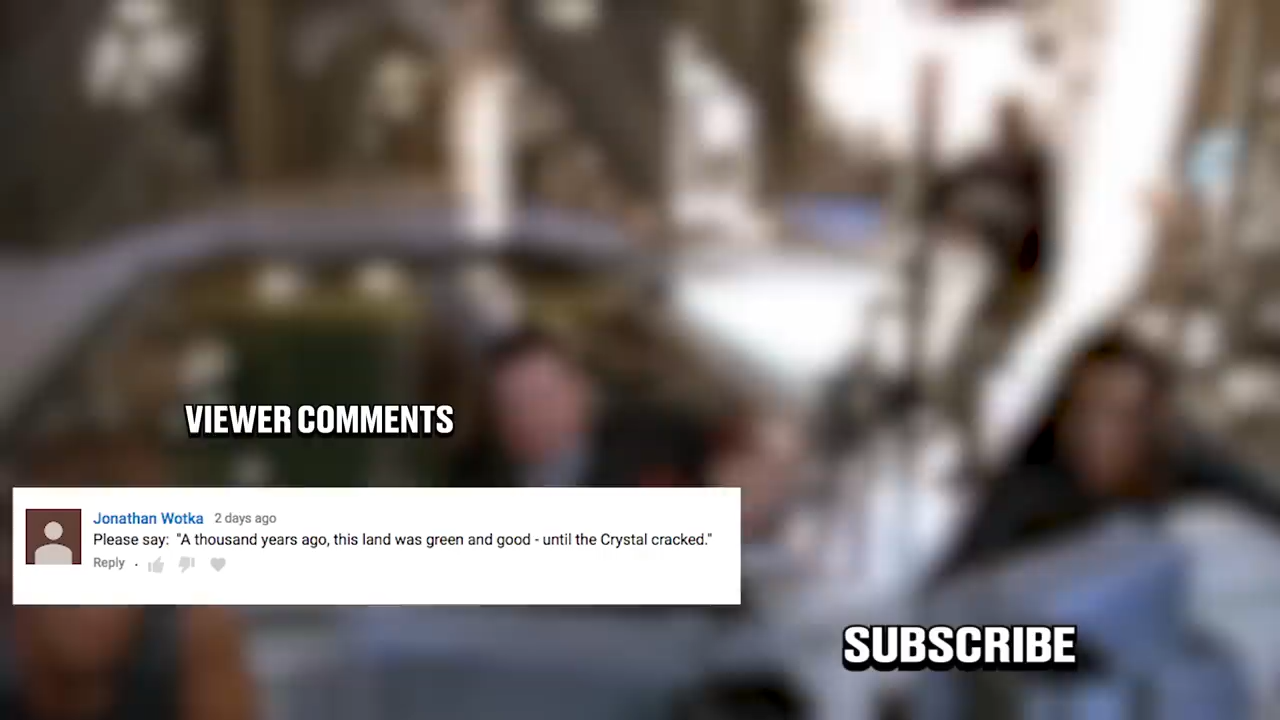 VIEWER COMMENTS
Jonathan Wotka 2 days ago
Please say: "A thousand years ago, this land was green and good - until the Crystal cracked."
Reply ·
SUBSCRIBE